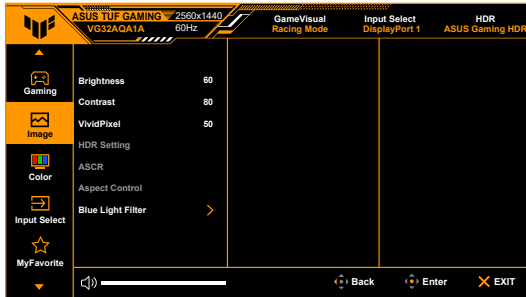 ASUS TUF GAMING
VG32AQA1A
2560x1440
60Hz
GameVisual
Racing Mode
Input Select
DisplayPort 1
HDR
ASUS Gaming HDR
Gaming
Image
Color
Input Select
MyFavorite
Brightness 60
Contrast 80
VividPixel 50
HDR Setting
ASCR
Aspect Control
Blue Light Filter
Back
Enter
EXIT